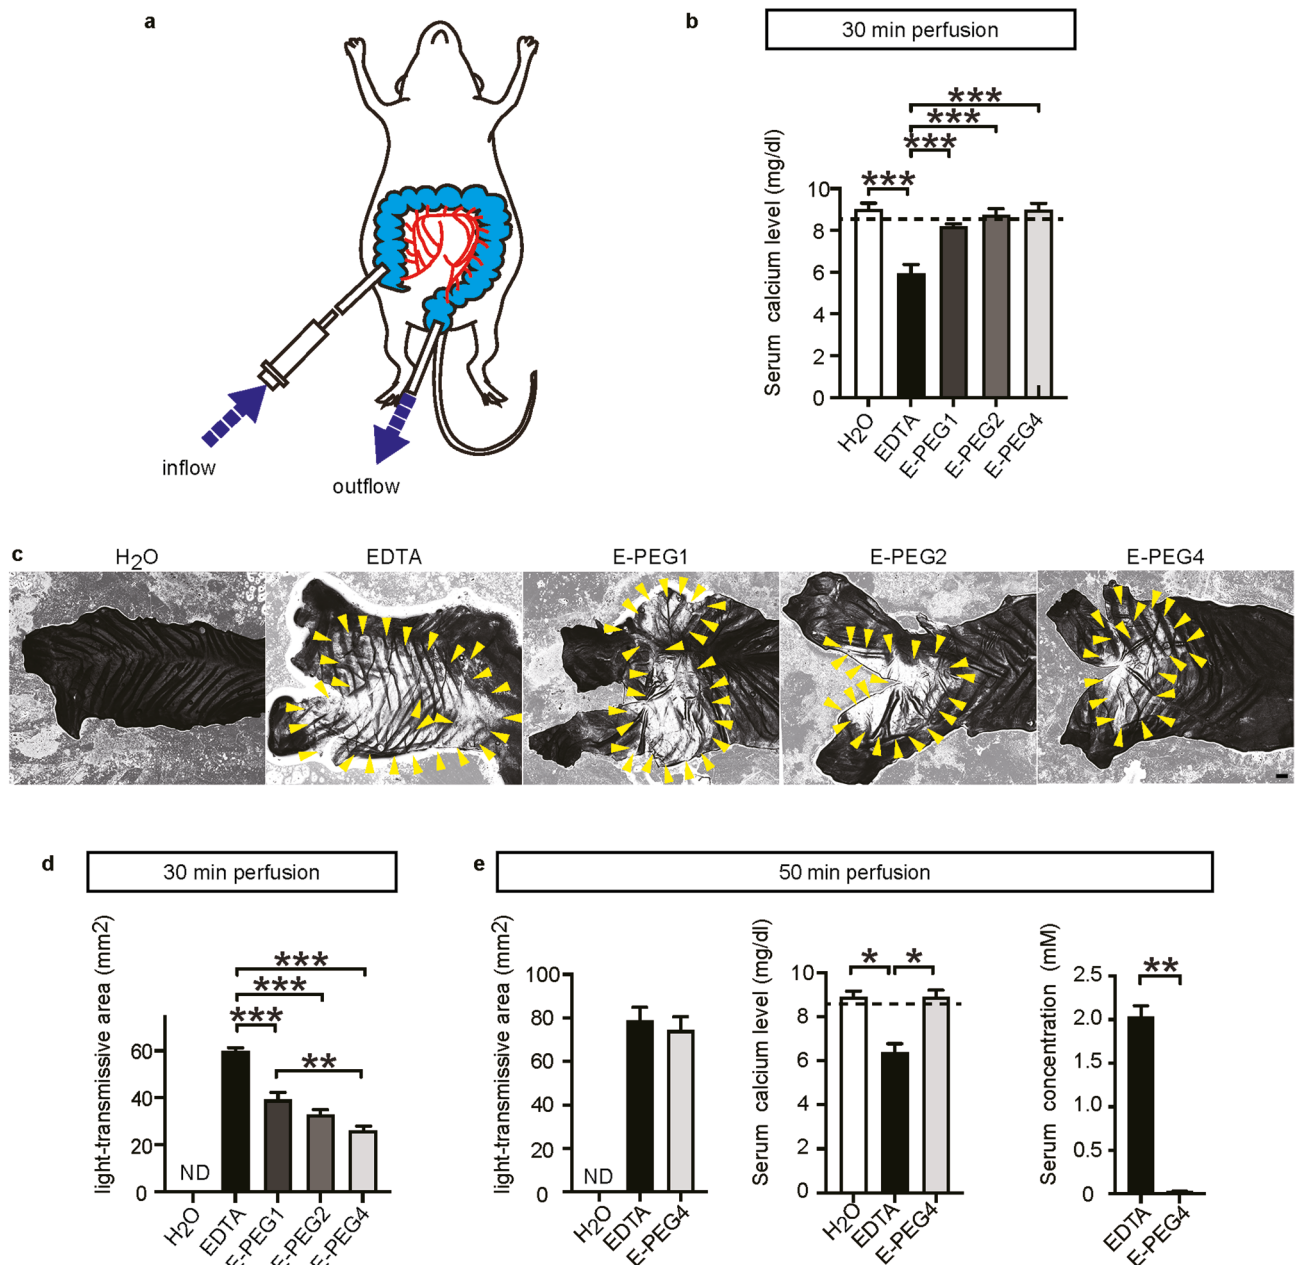 a
inflow
outflow
b
30 min perfusion
***
***
***
***
Serum calcium level (mg/dl)
10
8
6
4
2
0
H2O
EDTA
E-PEG1
E-PEG2
E-PEG4
c
H2O
EDTA
E-PEG1
E-PEG2
E-PEG4
d
30 min perfusion
***
***
***
**
light-transmissive area (mm2)
60
40
20
0
ND
H2O
EDTA
E-PEG1
E-PEG2
E-PEG4
e
50 min perfusion
light-transmissive area (mm2)
100
80
60
40
20
0
ND
H2O
EDTA
E-PEG4
Serum calcium level (mg/dl)
*
*
10
8
6
4
2
0
H2O
EDTA
E-PEG4
Serum concentration (mM)
**
2.5
2.0
1.5
1.0
0.5
0
EDTA
E-PEG4